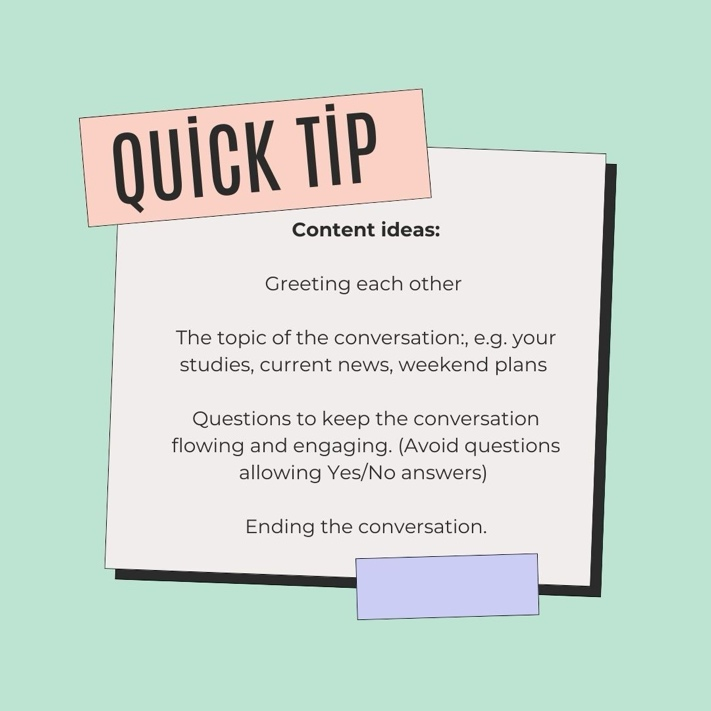 QUİCK TİP
Content ideas:
Greeting each other
The topic of the conversation:, e.g. your
studies, current news, weekend plans
Questions to keep the conversation
flowing and engaging. (Avoid questions
allowing Yes/No answers)
Ending the conversation.